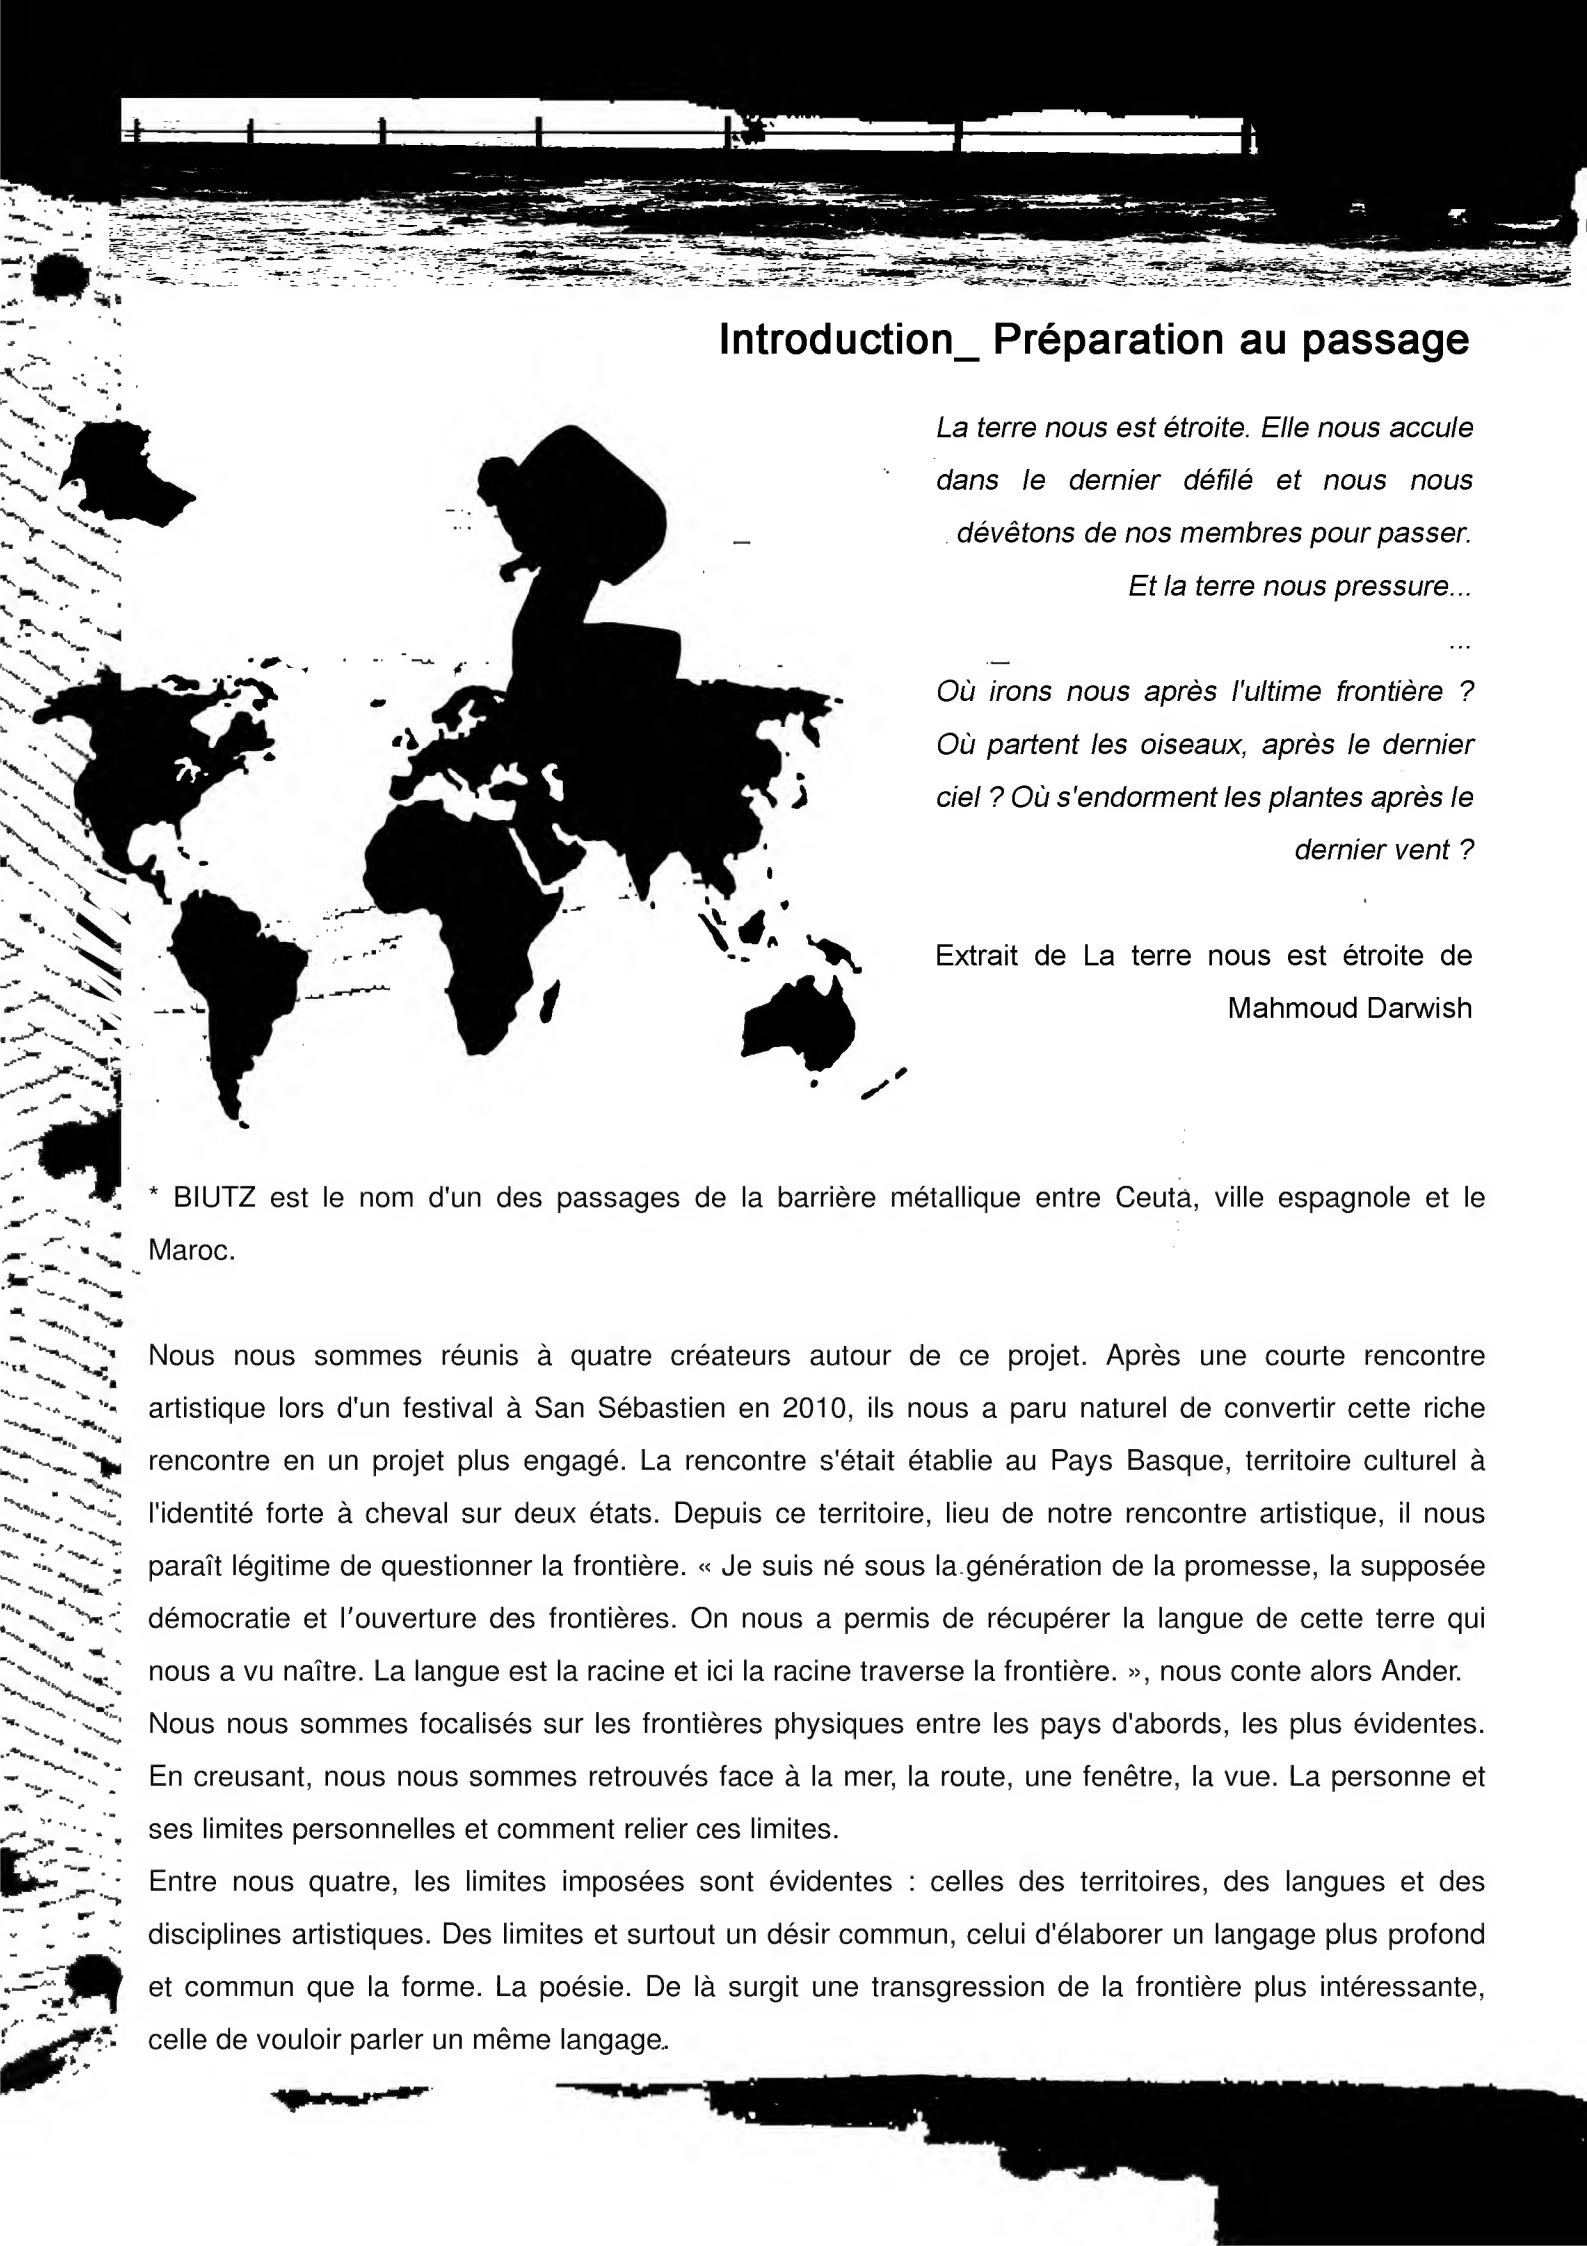 Introduction_ Préparation au passage
La terre nous est étroite. Elle nous accule
dans le dernier défilé et nous nous
dévêtons de nos membres pour passer.
Et la terre nous pressure...
...
Où irons nous après l'ultime frontière ?
Où partent les oiseaux, après le dernier
ciel ? Où s'endorment les plantes après le
dernier vent ?
Extrait de La terre nous est étroite de
Mahmoud Darwish
* BIUTZ est le nom d'un des passages de la barrière métallique entre Ceuta, ville espagnole et le
Maroc.
Nous nous sommes réunis à quatre créateurs autour de ce projet. Après une courte rencontre
artistique lors d'un festival à San Sébastien en 2010, ils nous a paru naturel de convertir cette riche
rencontre en un projet plus engagé. La rencontre s'était établie au Pays Basque, territoire culturel à
l'identité forte à cheval sur deux états. Depuis ce territoire, lieu de notre rencontre artistique, il nous
paraît légitime de questionner la frontière. « Je suis né sous la génération de la promesse, la supposée
démocratie et l'ouverture des frontières. On nous a permis de récupérer la langue de cette terre qui
nous a vu naître. La langue est la racine et ici la racine traverse la frontière. », nous conte alors Ander.
Nous nous sommes focalisés sur les frontières physiques entre les pays d'abords, les plus évidentes.
En creusant, nous nous sommes retrouvés face à la mer, la route, une fenêtre, la vue. La personne et
ses limites personnelles et comment relier ces limites.
Entre nous quatre, les limites imposées sont évidentes : celles des territoires, des langues et des
disciplines artistiques. Des limites et surtout un désir commun, celui d'élaborer un langage plus profond
et commun que la forme. La poésie. De là surgit une transgression de la frontière plus intéressante,
celle de vouloir parler un même langage.